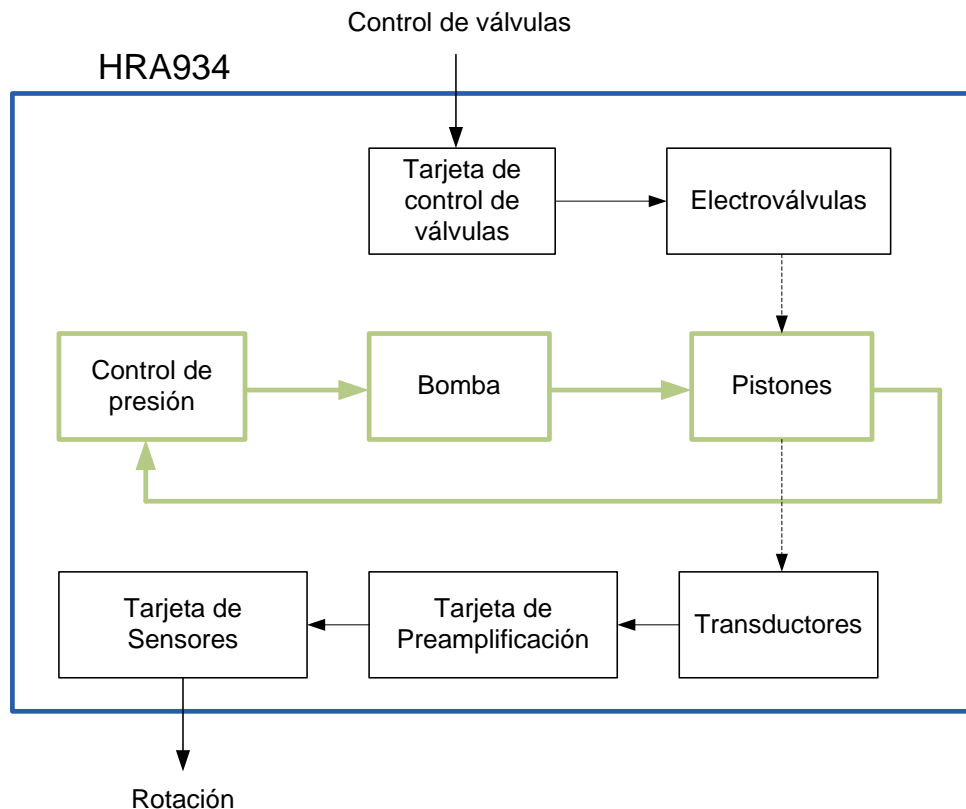 Control de válvulas
HRA934
Tarjeta de
control de
válvulas
Electroválvulas
Control de
presión
Bomba
Pistones
Tarjeta de
Sensores
Tarjeta de
Preamplificación
Transductores
Rotación